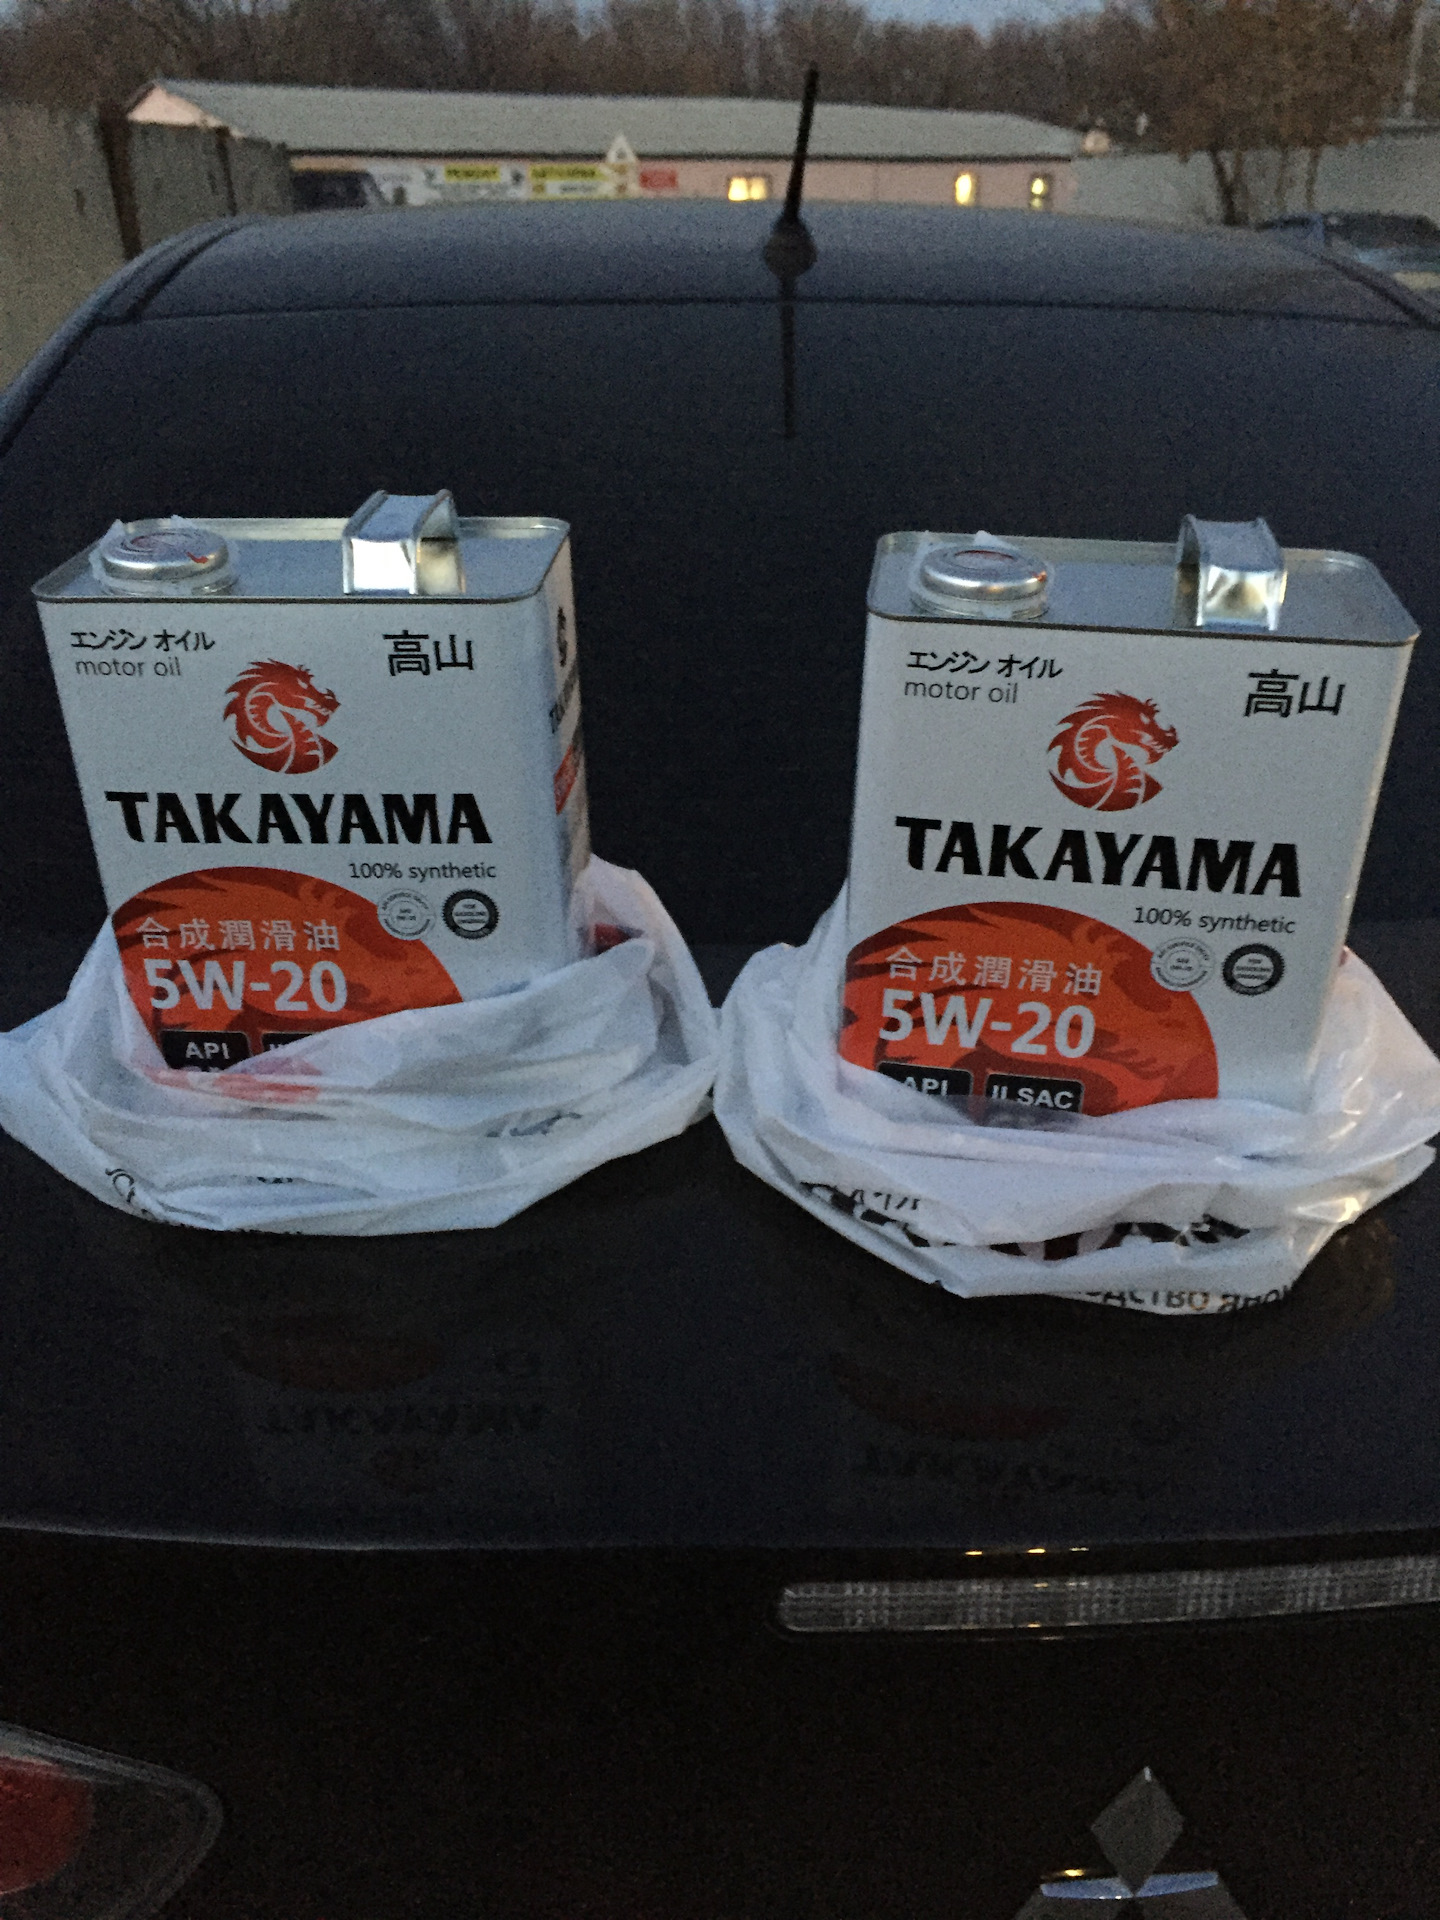 エンジン オイル
motor oil
高山
TAKAYAMA
100% synthetic
合成潤滑油
5W-20
API
エンジン オイル
motor oil
高山
TAKAYAMA
100% synthetic
合成潤滑油
5W-20
API
ILSAC